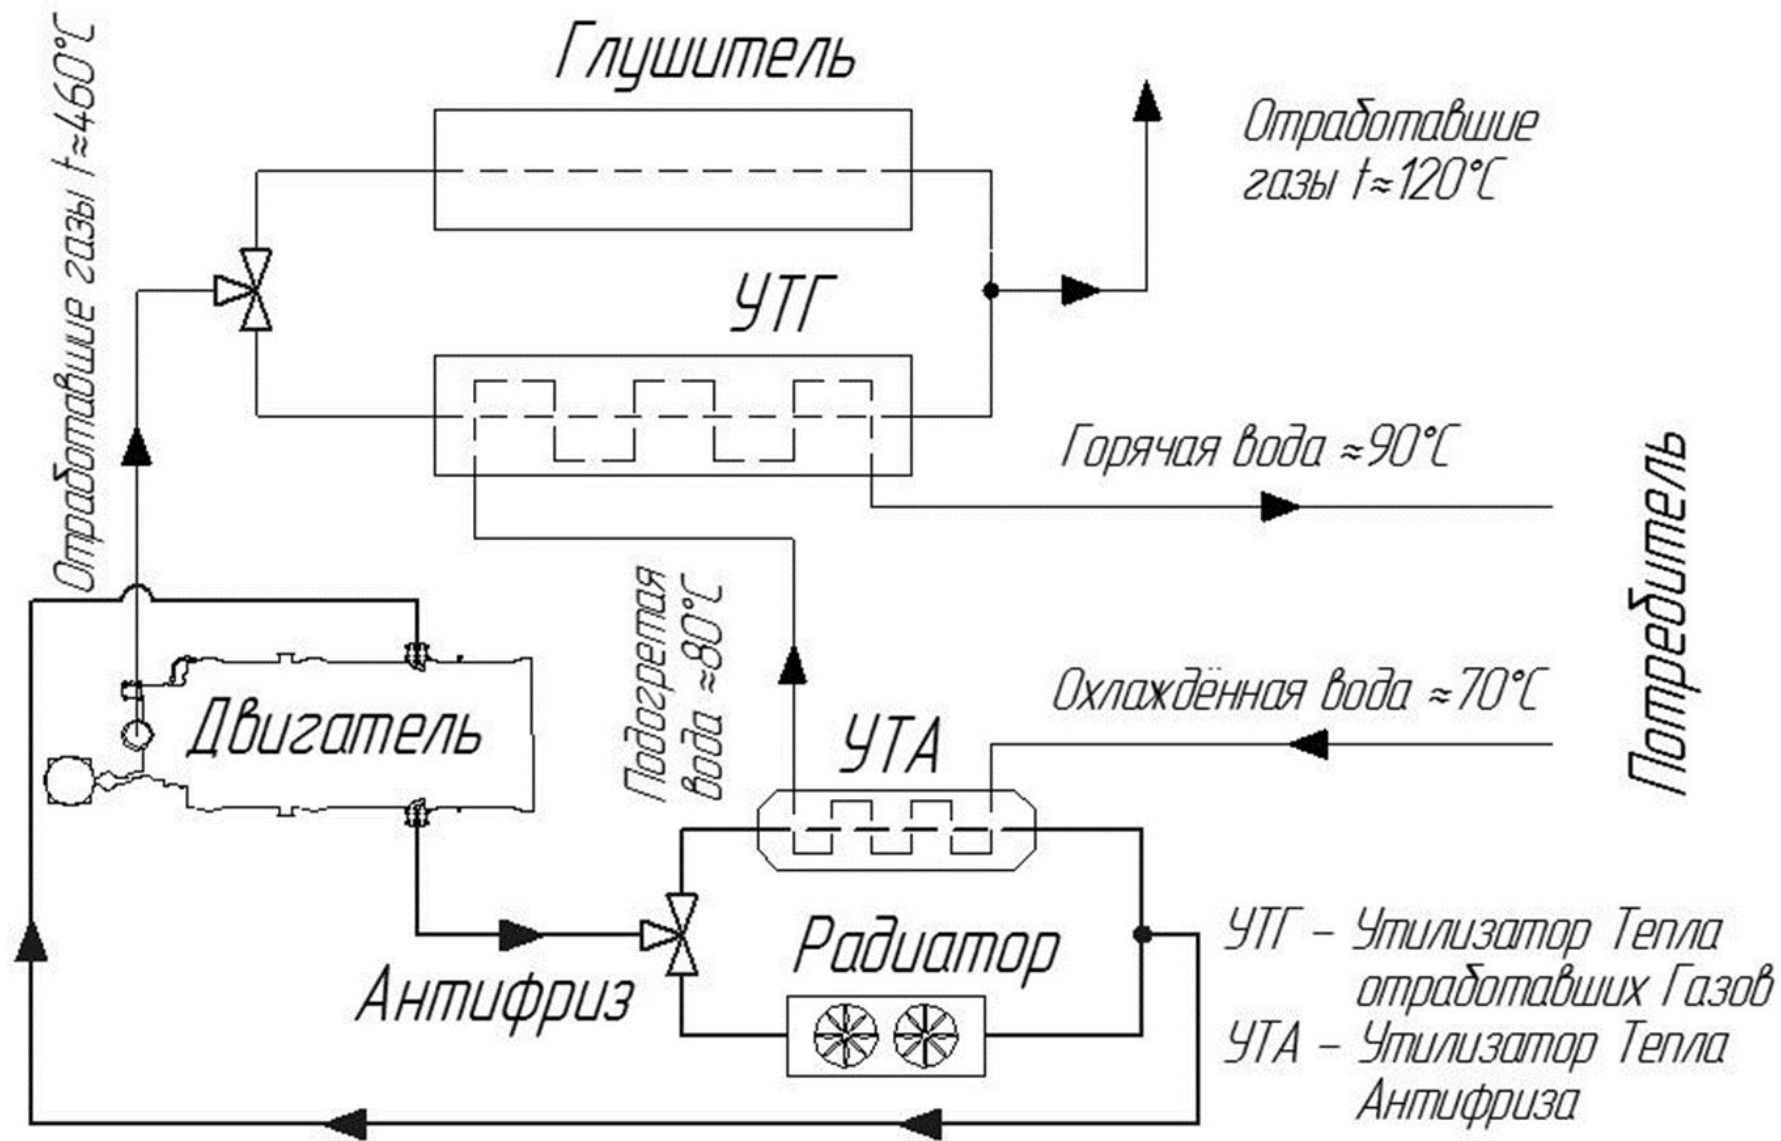 Отработавшие газы t≈460°C
Глушитель
Отработавшие
газы t≈120°C
УТГ
Горячая вода ≈90°C
Потребитель
Подогретая
вода ≈80°C
Охлаждённая вода ≈70°C
Двигатель
УТА
Антифриз
Радиатор
УТГ – Утилизатор Тепла
отработавших Газов
УТА – Утилизатор Тепла
Антифриза